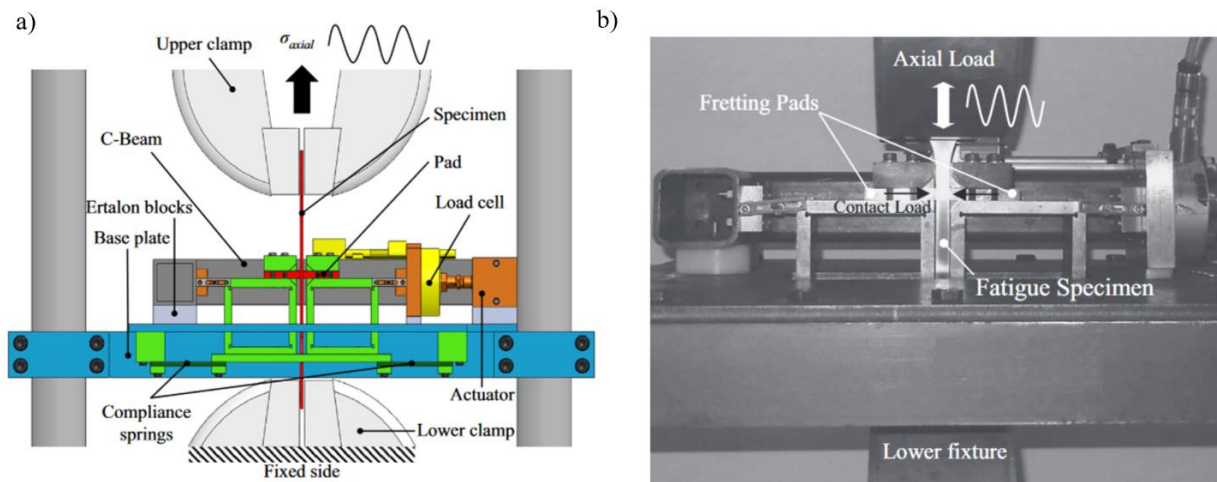 a)
Upper clamp
σaxial
Specimen
C-Beam
Pad
Ertalon blocks
Load cell
Base plate
Compliance
springs
Actuator
Lower clamp
Fixed side
b)
Axial Load
Fretting Pads
Contact Load
Fatigue Specimen
Lower fixture